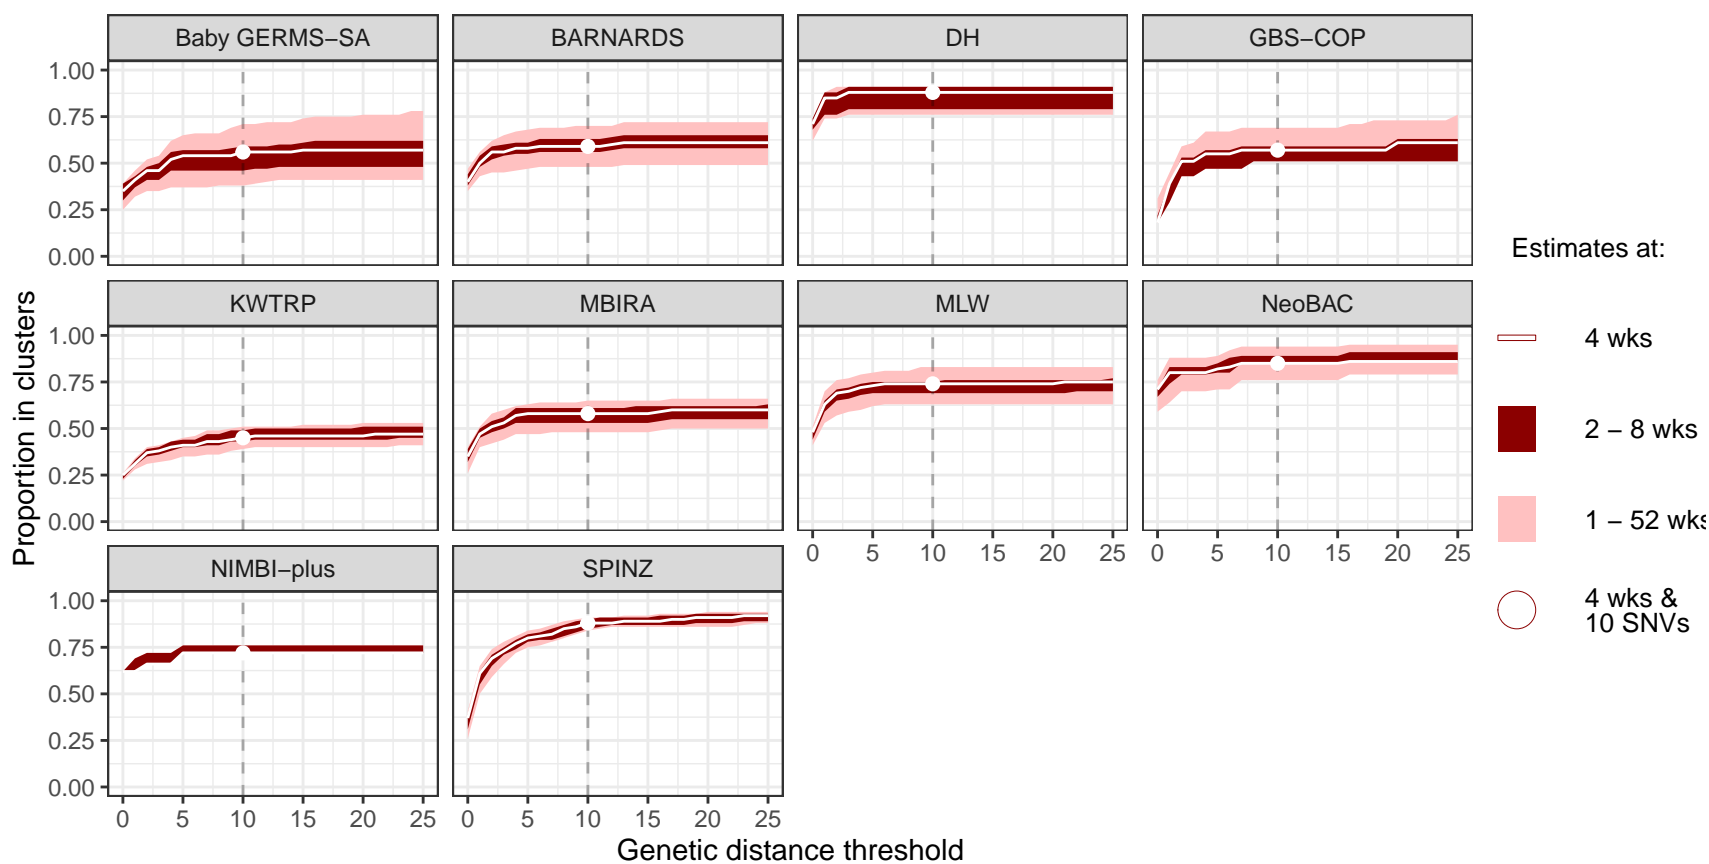 Baby GERMS−SA
BARNARDS
DH
GBS−COP
1.00
0.75
0.50
0.25
0.00
KWTRP
MBIRA
MLW
NeoBAC
1.00
0.75
0.50
0.25
0.00
0 5 10 15 20 25
0 5 10 15 20 25
NIMBI−plus
SPINZ
1.00
0.75
0.50
0.25
0.00
0 5 10 15 20 25
0 5 10 15 20 25
Genetic distance threshold
Proportion in clusters
Estimates at:
4 wks
2 − 8 wks
1 − 52 wks
4 wks &
10 SNVs